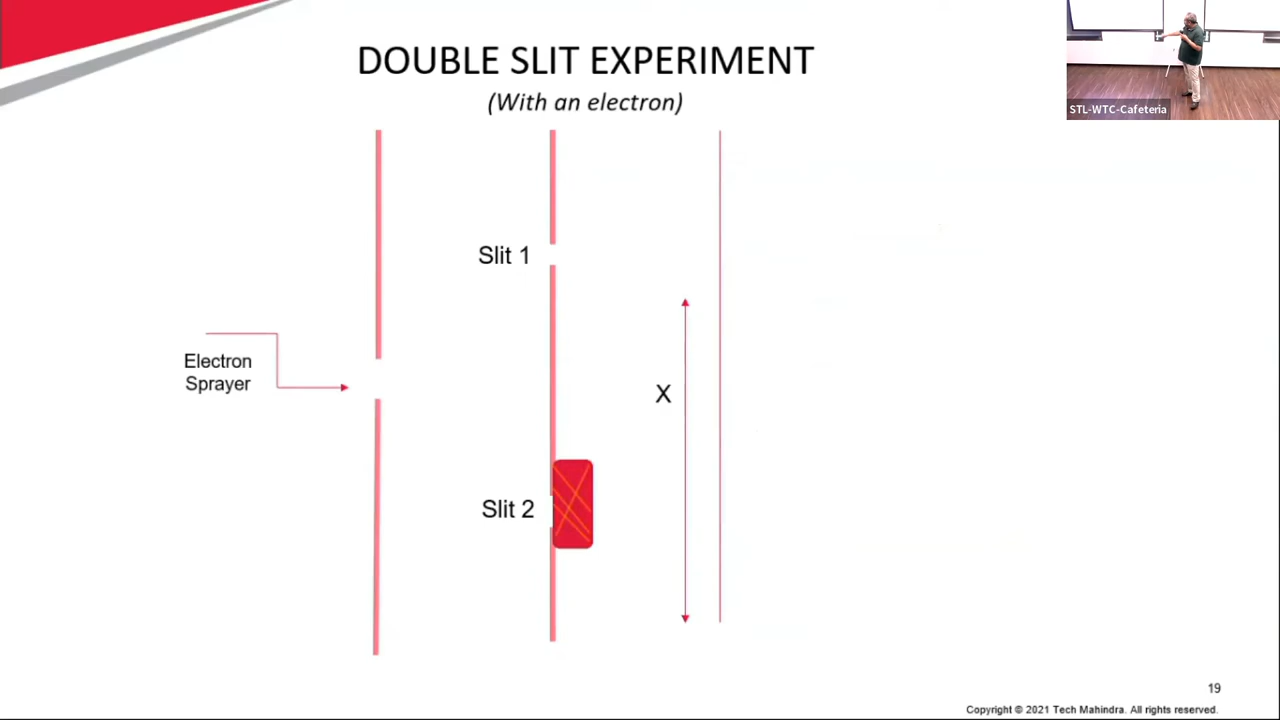 DOUBLE SLIT EXPERIMENT
(With an electron)
STL-WTC-Cafeteria
Slit 1
Electron
Sprayer
X
Slit 2
19
Copyright © 2021 Tech Mahindra. All rights reserved.